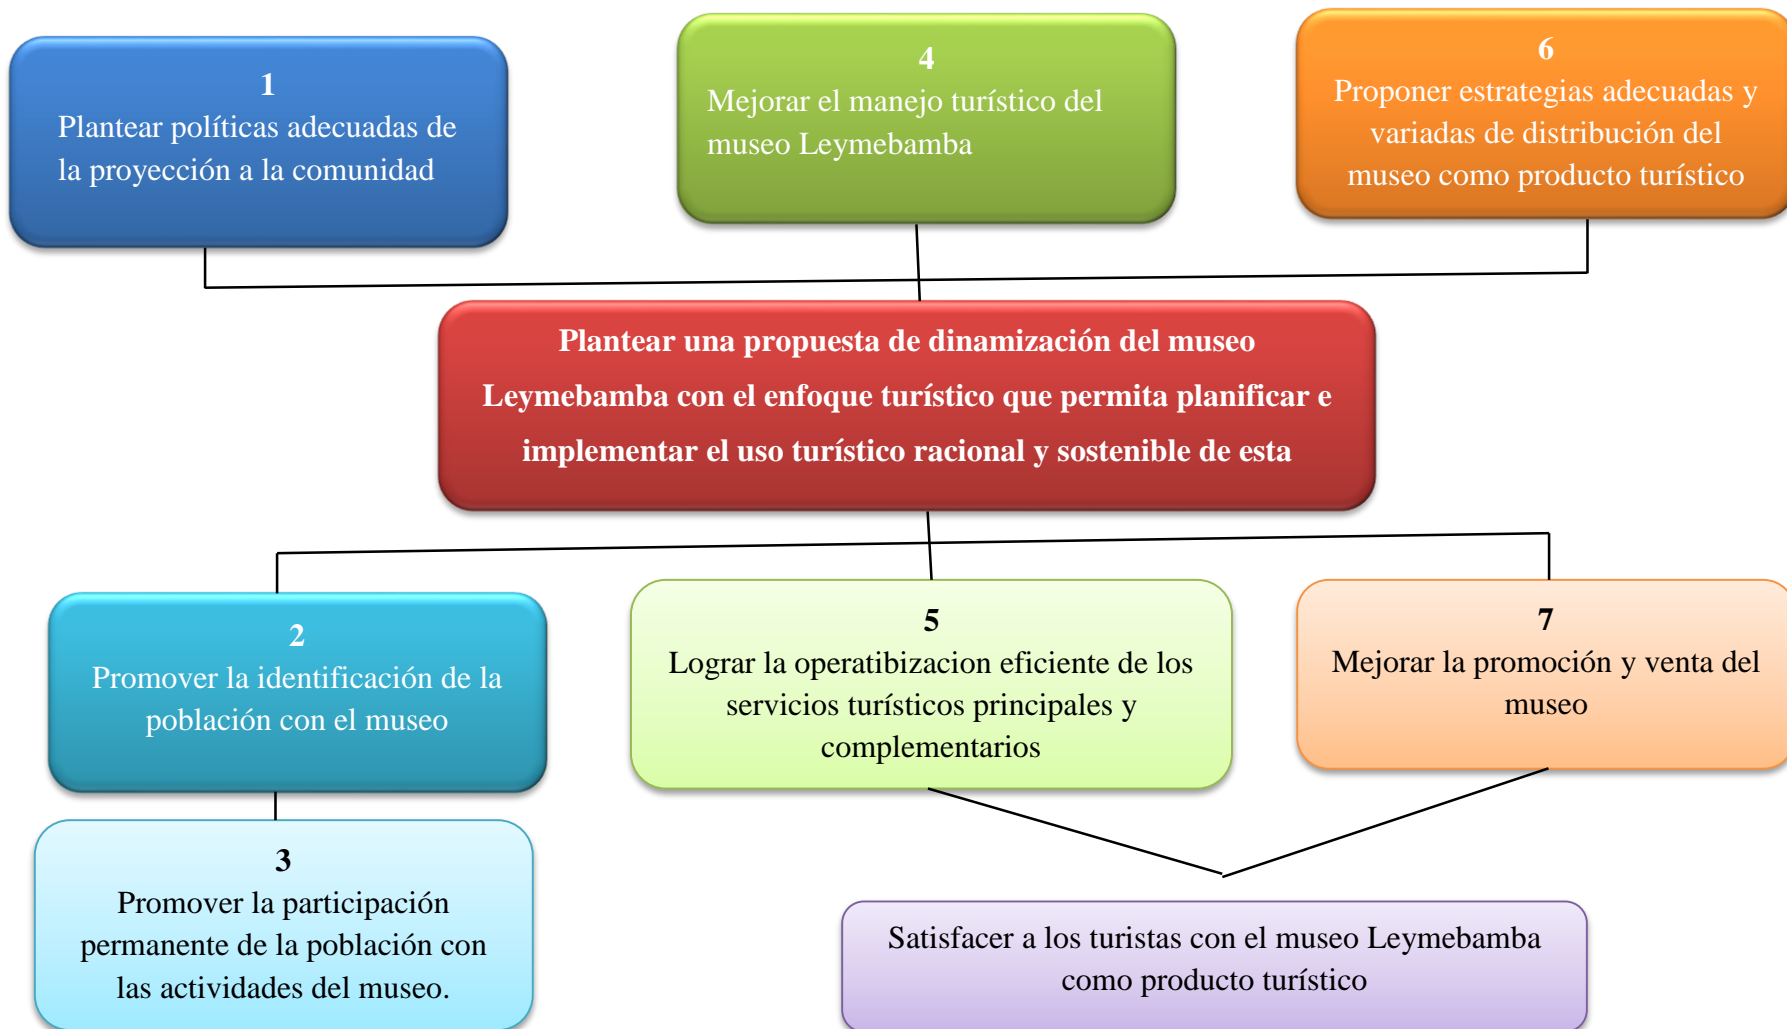 1
Plantear políticas adecuadas de
la proyección a la comunidad
4
Mejorar el manejo turístico del
museo Leymebamba
6
Proponer estrategias adecuadas y
variadas de distribución del
museo como producto turístico
Plantear una propuesta de dinamización del museo
Leymebamba con el enfoque turístico que permita planificar e
implementar el uso turístico racional y sostenible de esta
2
Promover la identificación de la
población con el museo
5
Lograr la operatibizacion eficiente de los
servicios turísticos principales y
complementarios
7
Mejorar la promoción y venta del
museo
3
Promover la participación
permanente de la población con
las actividades del museo.
Satisfacer a los turistas con el museo Leymebamba
como producto turístico